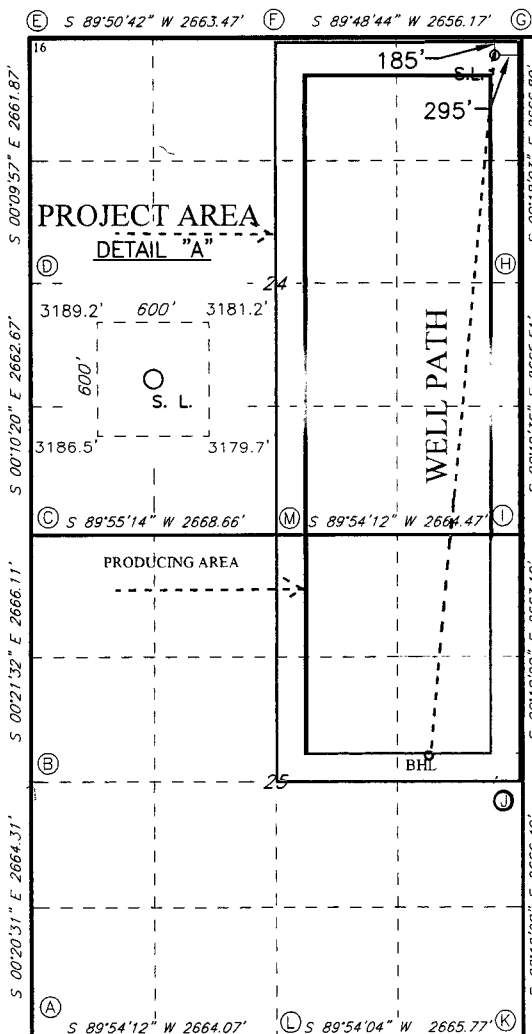 E S 89°50'42" W 2663.47' F S 89°48'44" W 2656.17' G
16
185'
S.L.
295'
S 00°09'57" E 2661.87'
PROJECT AREA
DETAIL "A"
D
H
24
3189.2' 600' 3181.2'
600'
S. L.
3186.5' 3179.7'
WELL PATH
S 00°10'20" E 2662.67'
C S 89°55'14" W 2668.66' M S 89°54'12" W 2664.47' I
PRODUCING AREA
S 00°21'32" E 2666.11'
BHL
B
25
J
S 00°20'31" E 2664.31'
A S 89°54'12" W 2664.07' L S 89°54'04" W 2665.77' K